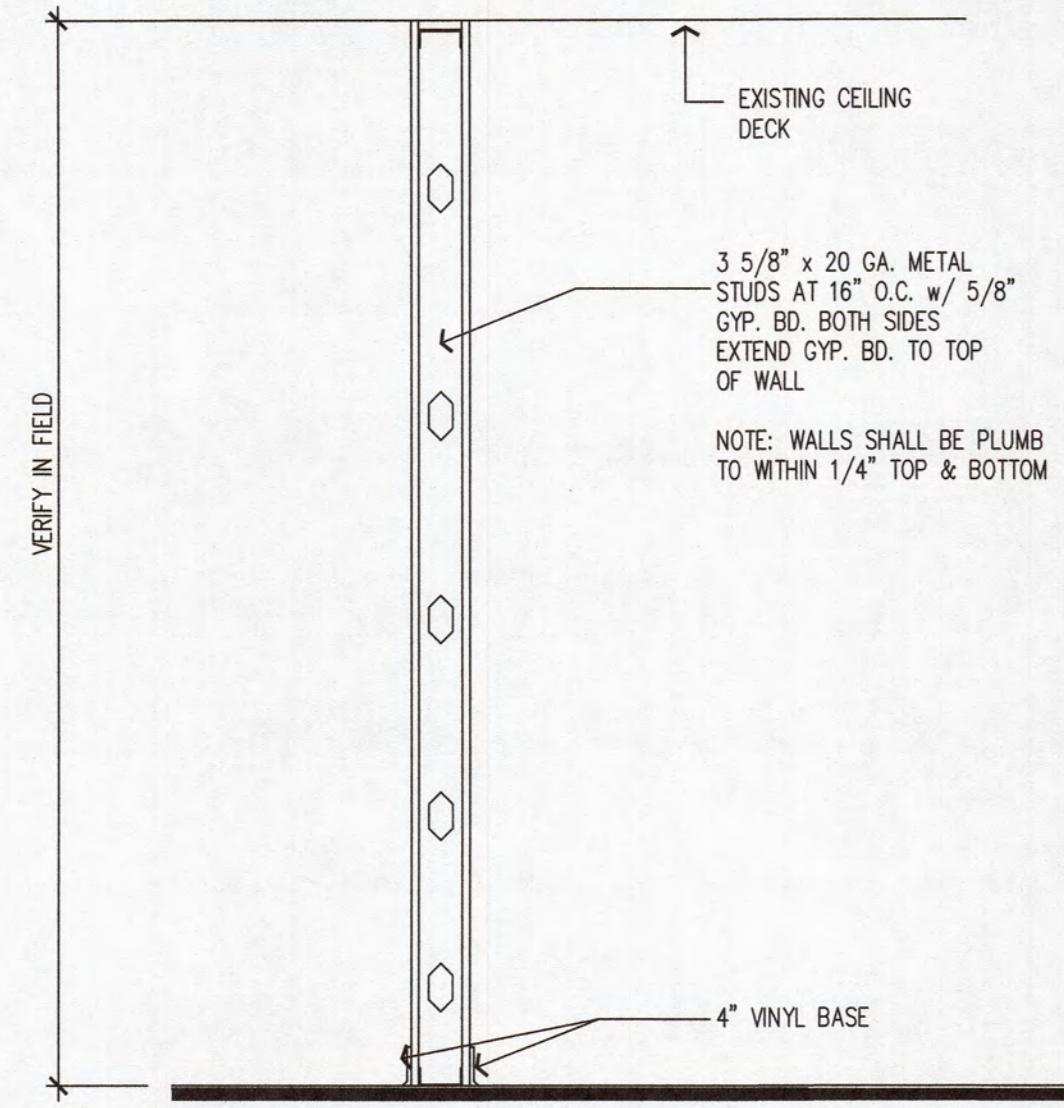 EXISTING CEILING
DECK
3 5/8" x 20 GA. METAL
STUDS AT 16" O.C. w/ 5/8"
GYP. BD. BOTH SIDES
EXTEND GYP. BD. TO TOP
OF WALL
NOTE: WALLS SHALL BE PLUMB
TO WITHIN 1/4" TOP & BOTTOM
VERIFY IN FIELD
4" VINYL BASE